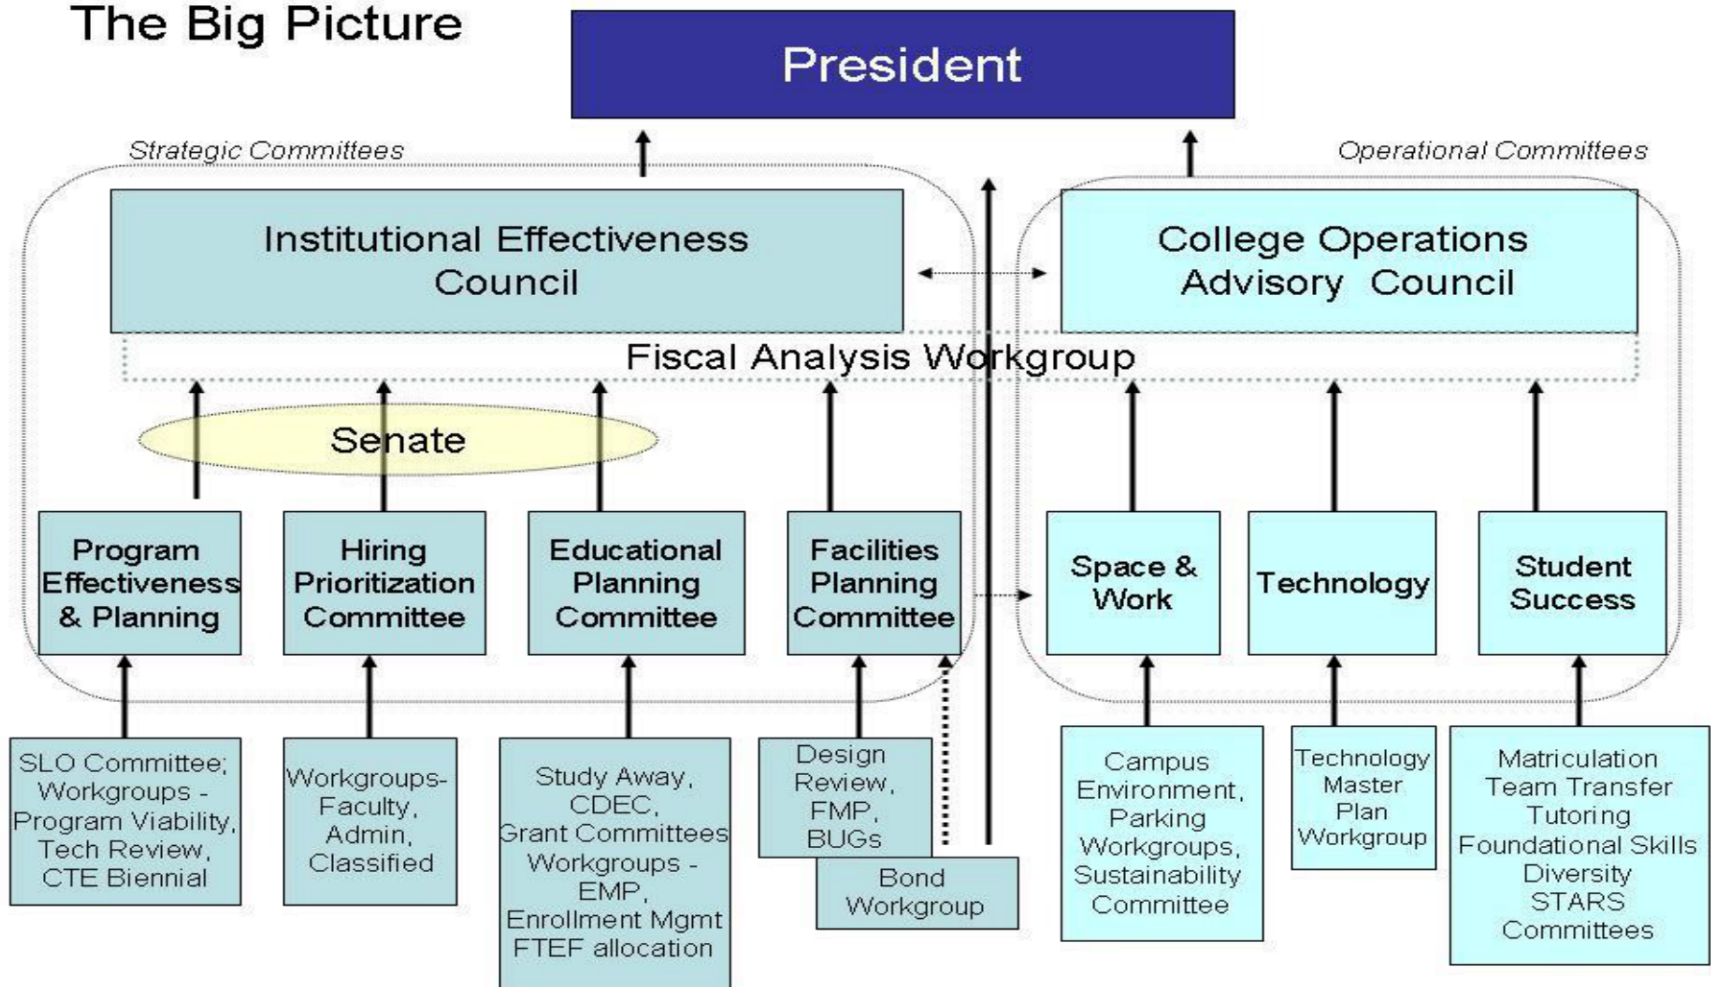 The Big Picture
President
Strategic Committees
Operational Committees
Institutional Effectiveness
Council
College Operations
Advisory Council
Fiscal Analysis Workgroup
Senate
Program
Effectiveness
& Planning
Hiring
Prioritization
Committee
Educational
Planning
Committee
Facilities
Planning
Committee
Space &
Work
Technology
Student
Success
SLO Committee;
Workgroups -
Program Viability,
Tech Review,
CTE Biennial
Workgroups-
Faculty,
Admin,
Classified
Study Away,
CDEC,
Grant Committees
Workgroups -
EMP,
Enrollment Mgmt
FTEF allocation
Design
Review,
FMP,
BUGs
Bond
Workgroup
Campus
Environment,
Parking
Workgroups,
Sustainability
Committee
Technology
Master
Plan
Workgroup
Matriculation
Team Transfer
Tutoring
Foundational Skills
Diversity
STARS
Committees